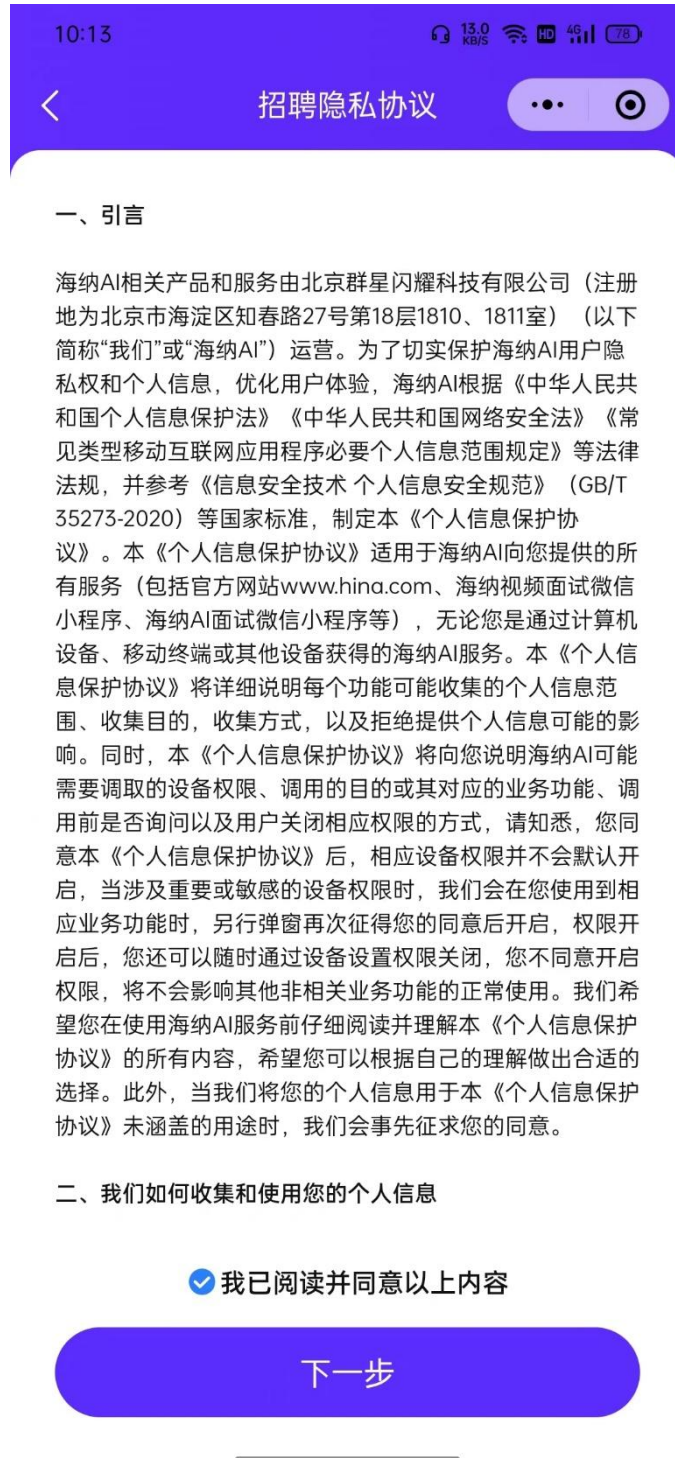 10:13
13.0
KB/S
HD
4G
78
招聘隐私协议
一、引言
海纳AI相关产品和服务由北京群星闪耀科技有限公司（注册
地为北京市海淀区知春路27号第18层1810、1811室）（以下
简称“我们”或“海纳AI”）运营。为了切实保护海纳AI用户隐
私权和个人信息，优化用户体验，海纳AI根据《中华人民共
和国个人信息保护法》《中华人民共和国网络安全法》《常
见类型移动互联网应用程序必要个人信息范围规定》等法律
法规，并参考《信息安全技术 个人信息安全规范》（GB/T
35273-2020）等国家标准，制定本《个人信息保护协
议》。本《个人信息保护协议》适用于海纳AI向您提供的所
有服务（包括官方网站www.hina.com、海纳视频面试微信
小程序、海纳AI面试微信小程序等），无论您是通过计算机
设备、移动终端或其他设备获得的海纳AI服务。本《个人信
息保护协议》将详细说明每个功能可能收集的个人信息范
围、收集目的，收集方式，以及拒绝提供个人信息可能的影
响。同时，本《个人信息保护协议》将向您说明海纳AI可能
需要调取的设备权限、调用的目的或其对应的业务功能、调
用前是否询问以及用户关闭相应权限的方式，请知悉，您同
意本《个人信息保护协议》后，相应设备权限并不会默认开
启，当涉及重要或敏感的设备权限时，我们会在您使用到相
应业务功能时，另行弹窗再次征得您的同意后开启，权限开
启后，您还可以随时通过设备设置权限关闭，您不同意开启
权限，将不会影响其他非相关业务功能的正常使用。我们希
望您在使用海纳AI服务前仔细阅读并理解本《个人信息保护
协议》的所有内容，希望您可以根据自己的理解做出合适的
选择。此外，当我们将您的个人信息用于本《个人信息保护
协议》未涵盖的用途时，我们会事先征求您的同意。
二、我们如何收集和使用您的个人信息
我已阅读并同意以上内容
下一步